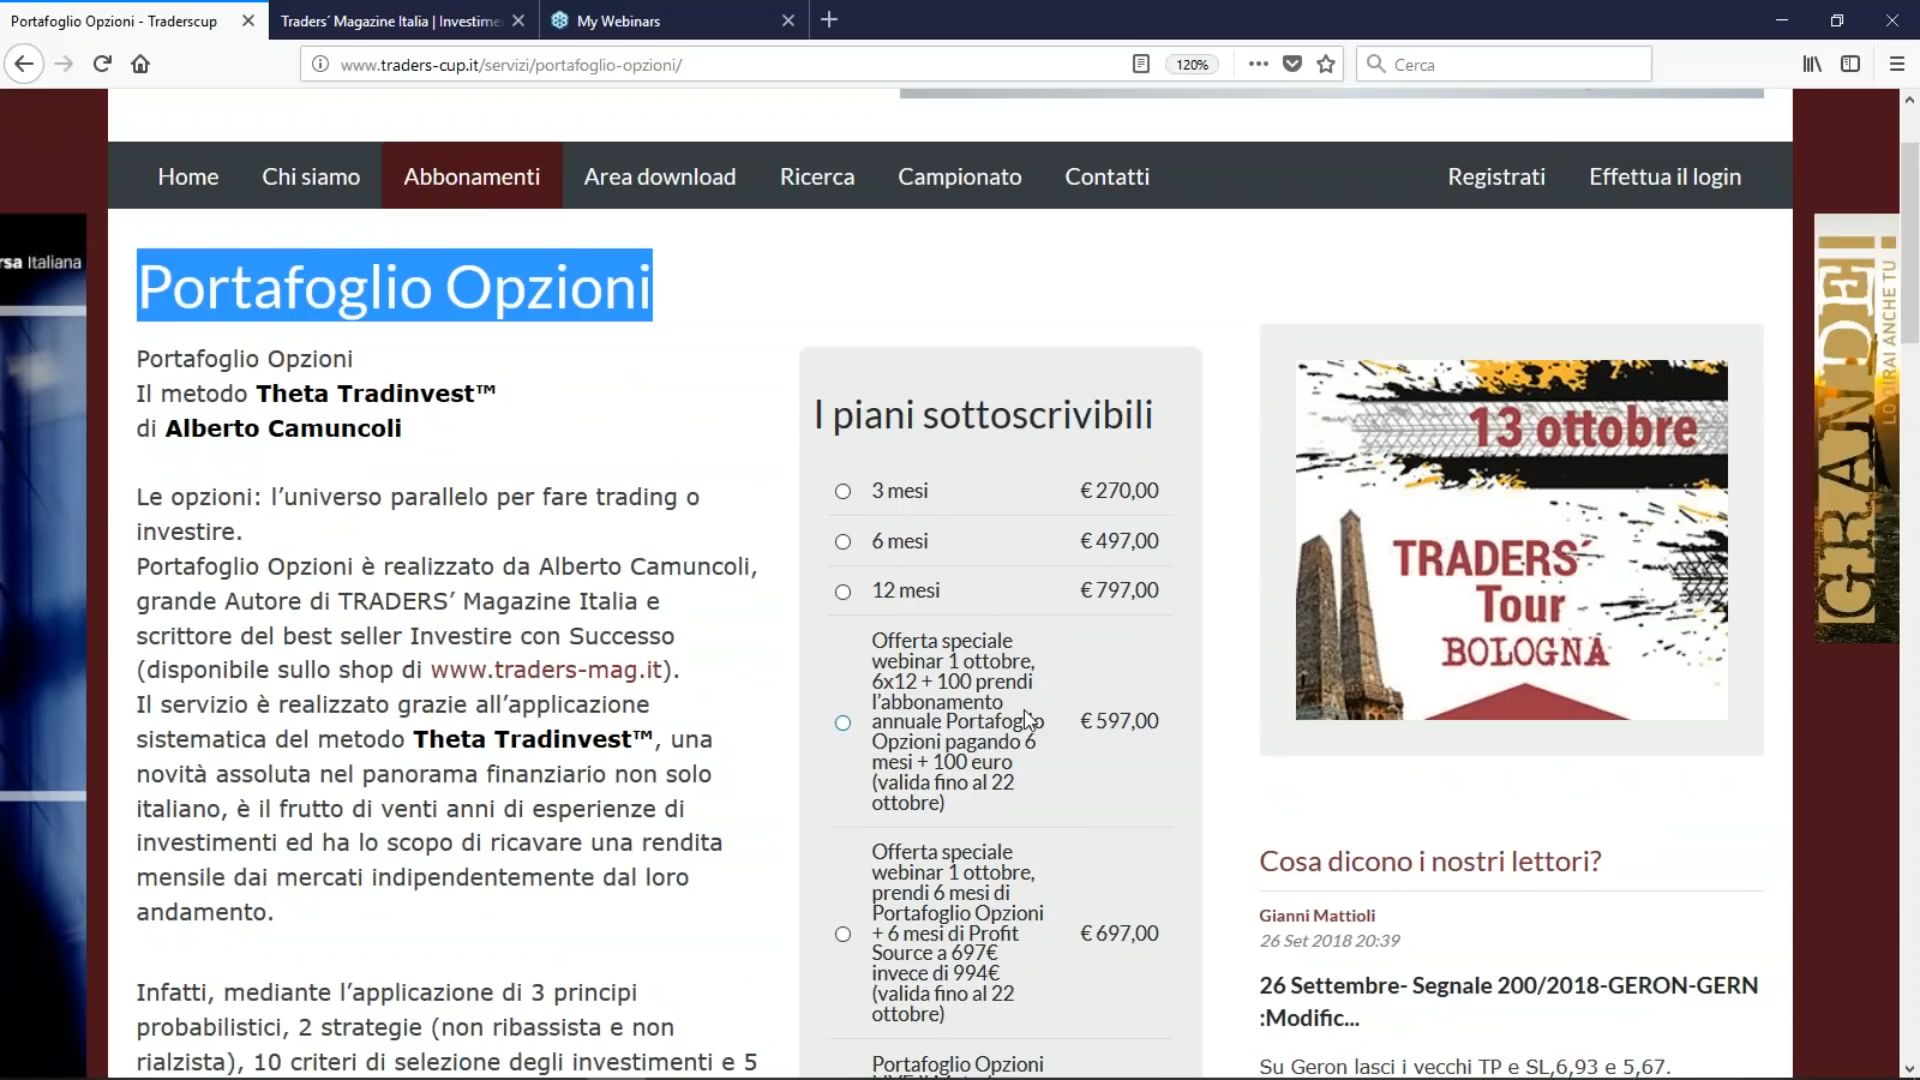 Portafoglio Opzioni - Traderscup
Traders´ Magazine Italia | Investime
My Webinars
www.traders-cup.it/servizi/portafoglio-opzioni/
120%
Cerca
Home
Chi siamo
Abbonamenti
Area download
Ricerca
Campionato
Contatti
Registrati
Effettua il login
rsa Italiana
Portafoglio Opzioni
Portafoglio Opzioni
Il metodo Theta Tradinvest™
di Alberto Camuncoli
Le opzioni: l’universo parallelo per fare trading o
investire.
Portafoglio Opzioni è realizzato da Alberto Camuncoli,
grande Autore di TRADERS’ Magazine Italia e
scrittore del best seller Investire con Successo
(disponibile sullo shop di www.traders-mag.it).
Il servizio è realizzato grazie all’applicazione
sistematica del metodo Theta Tradinvest™, una
novità assoluta nel panorama finanziario non solo
italiano, è il frutto di venti anni di esperienze di
investimenti ed ha lo scopo di ricavare una rendita
mensile dai mercati indipendentemente dal loro
andamento.
Infatti, mediante l’applicazione di 3 principi
probabilistici, 2 strategie (non ribassista e non
rialzista), 10 criteri di selezione degli investimenti e 5
I piani sottoscrivibili
3 mesi € 270,00
6 mesi € 497,00
12 mesi € 797,00
Offerta speciale
webinar 1 ottobre,
6x12 + 100 prendi
l’abbonamento
annuale Portafoglio € 597,00
Opzioni pagando 6
mesi + 100 euro
(valida fino al 22
ottobre)
Offerta speciale
webinar 1 ottobre,
prendi 6 mesi di
Portafoglio Opzioni
+ 6 mesi di Profit € 697,00
Source a 697€
invece di 994€
(valida fino al 22
ottobre)
Portafoglio Opzioni
13 ottobre
TRADERS´
Tour
BOLOGNA
Cosa dicono i nostri lettori?
Gianni Mattioli
26 Set 2018 20:39
26 Settembre- Segnale 200/2018-GERON-GERN
:Modific...
Su Geron lasci i vecchi TP e SL,6,93 e 5,67.
GRANDE!